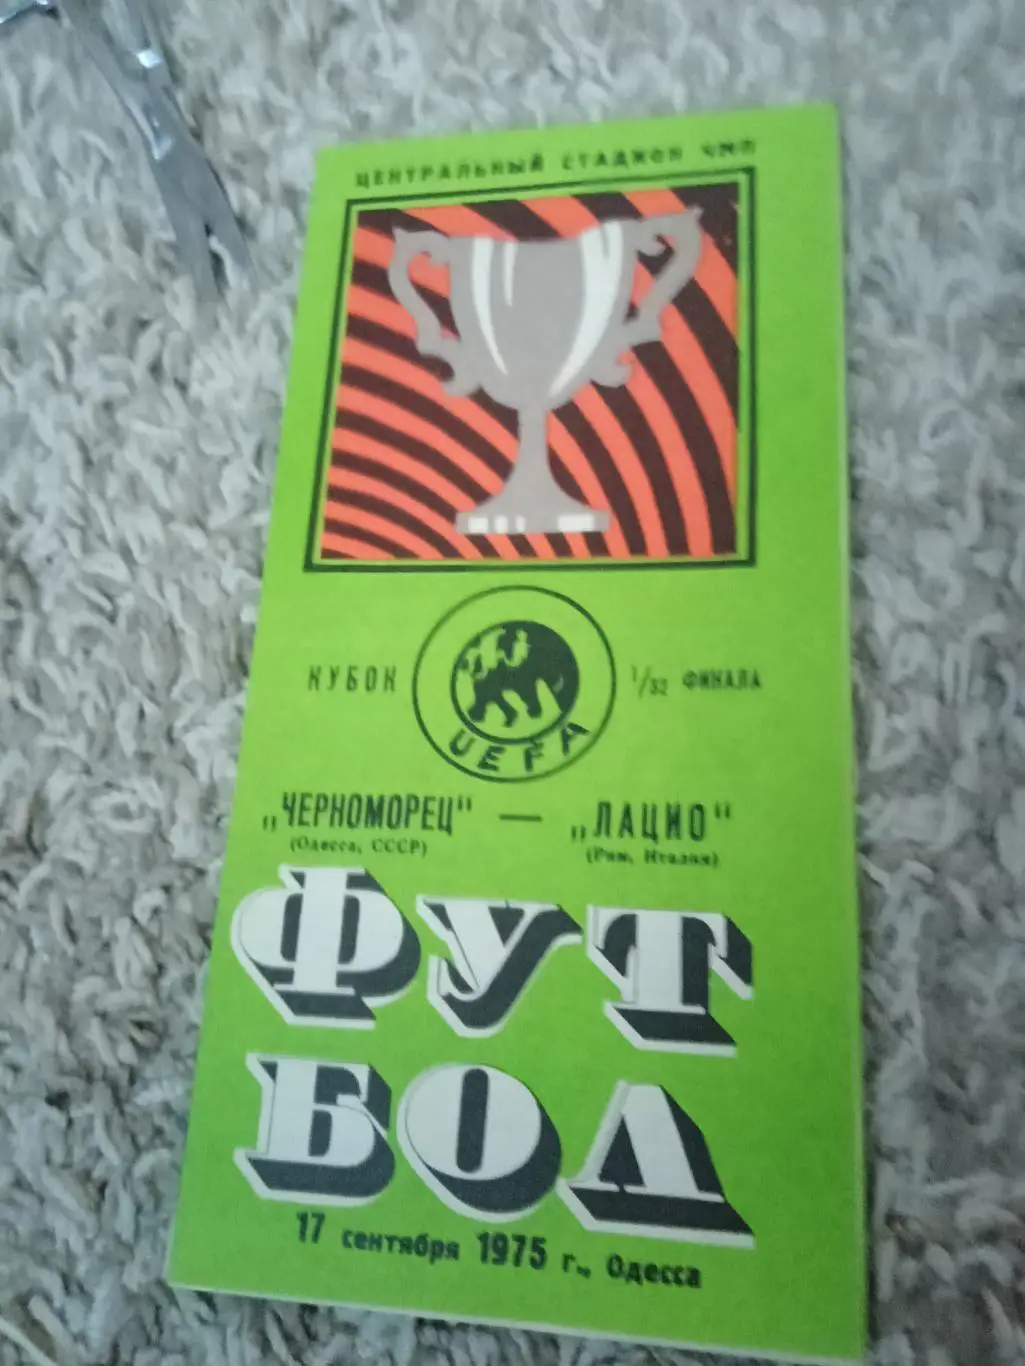 ЦЕНТРАЛЬНЫЙ СТАДИОН ЧМП
КУБОК
UEFA
1/32 ФИНАЛА
„ЧЕРНОМОРЕЦ" — „ЛАЦИО"
(Одесса, СССР) (Рим, Италия)
ФУТ
БОЛ
17 сентября 1975 г., Одесса